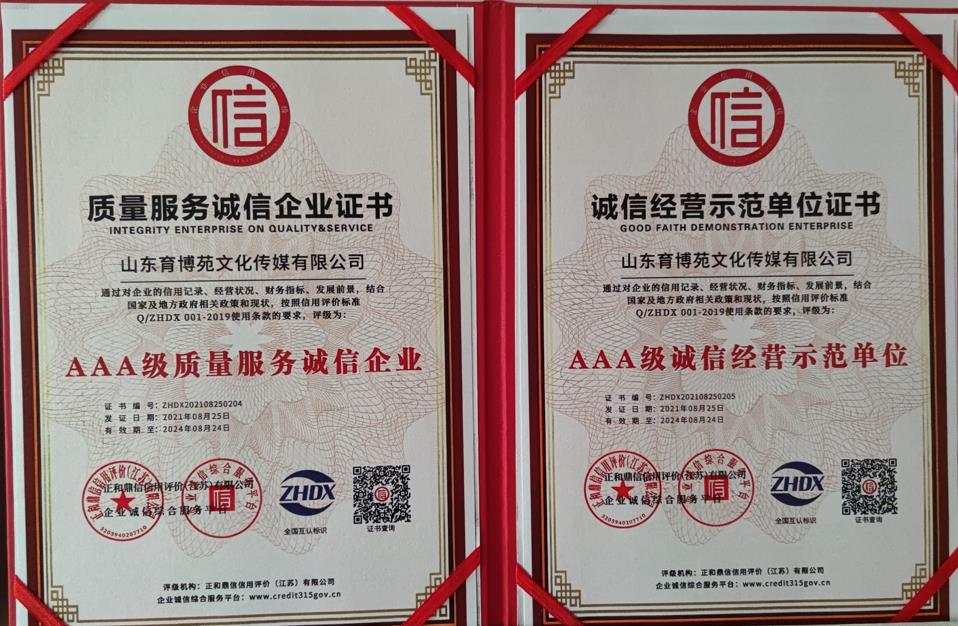 企业信用评价
信
质量服务诚信企业证书
INTEGRITY ENTERPRISE ON QUALITY&SERVICE
山东育博苑文化传媒有限公司
通过对企业的信用记录、经营状况、财务指标、发展前景，结合
国家及地方政府相关政策和现状，按照信用评价标准
Q/ZHDX 001-2019使用条款的要求，评级为：
AAA级质量服务诚信企业
证书编号：ZHDX202108250204
发证日期：2021年08月25日
有效期至：2024年08月24日
正和鼎信信用评价(江苏)有限公司
企业诚信综合服务平台
3205940107710
信
ZHDX
全国互认标识
证书查询
评级机构：正和鼎信信用评价（江苏）有限公司
企业诚信综合服务平台：www.credit315gov.cn
企业信用评价
信
诚信经营示范单位证书
GOOD FAITH DEMONSTRATION ENTERPRISE
山东育博苑文化传媒有限公司
通过对企业的信用记录、经营状况、财务指标、发展前景，结合
国家及地方政府相关政策和现状，按照信用评价标准
Q/ZHDX 001-2019使用条款的要求，评级为：
AAA级诚信经营示范单位
证书编号：ZHDX202108250205
发证日期：2021年08月25日
有效期至：2024年08月24日
正和鼎信信用评价(江苏)有限公司
企业诚信综合服务平台
3205940107710
信
ZHDX
全国互认标识
证书查询
评级机构：正和鼎信信用评价（江苏）有限公司
企业诚信综合服务平台：www.credit315gov.cn